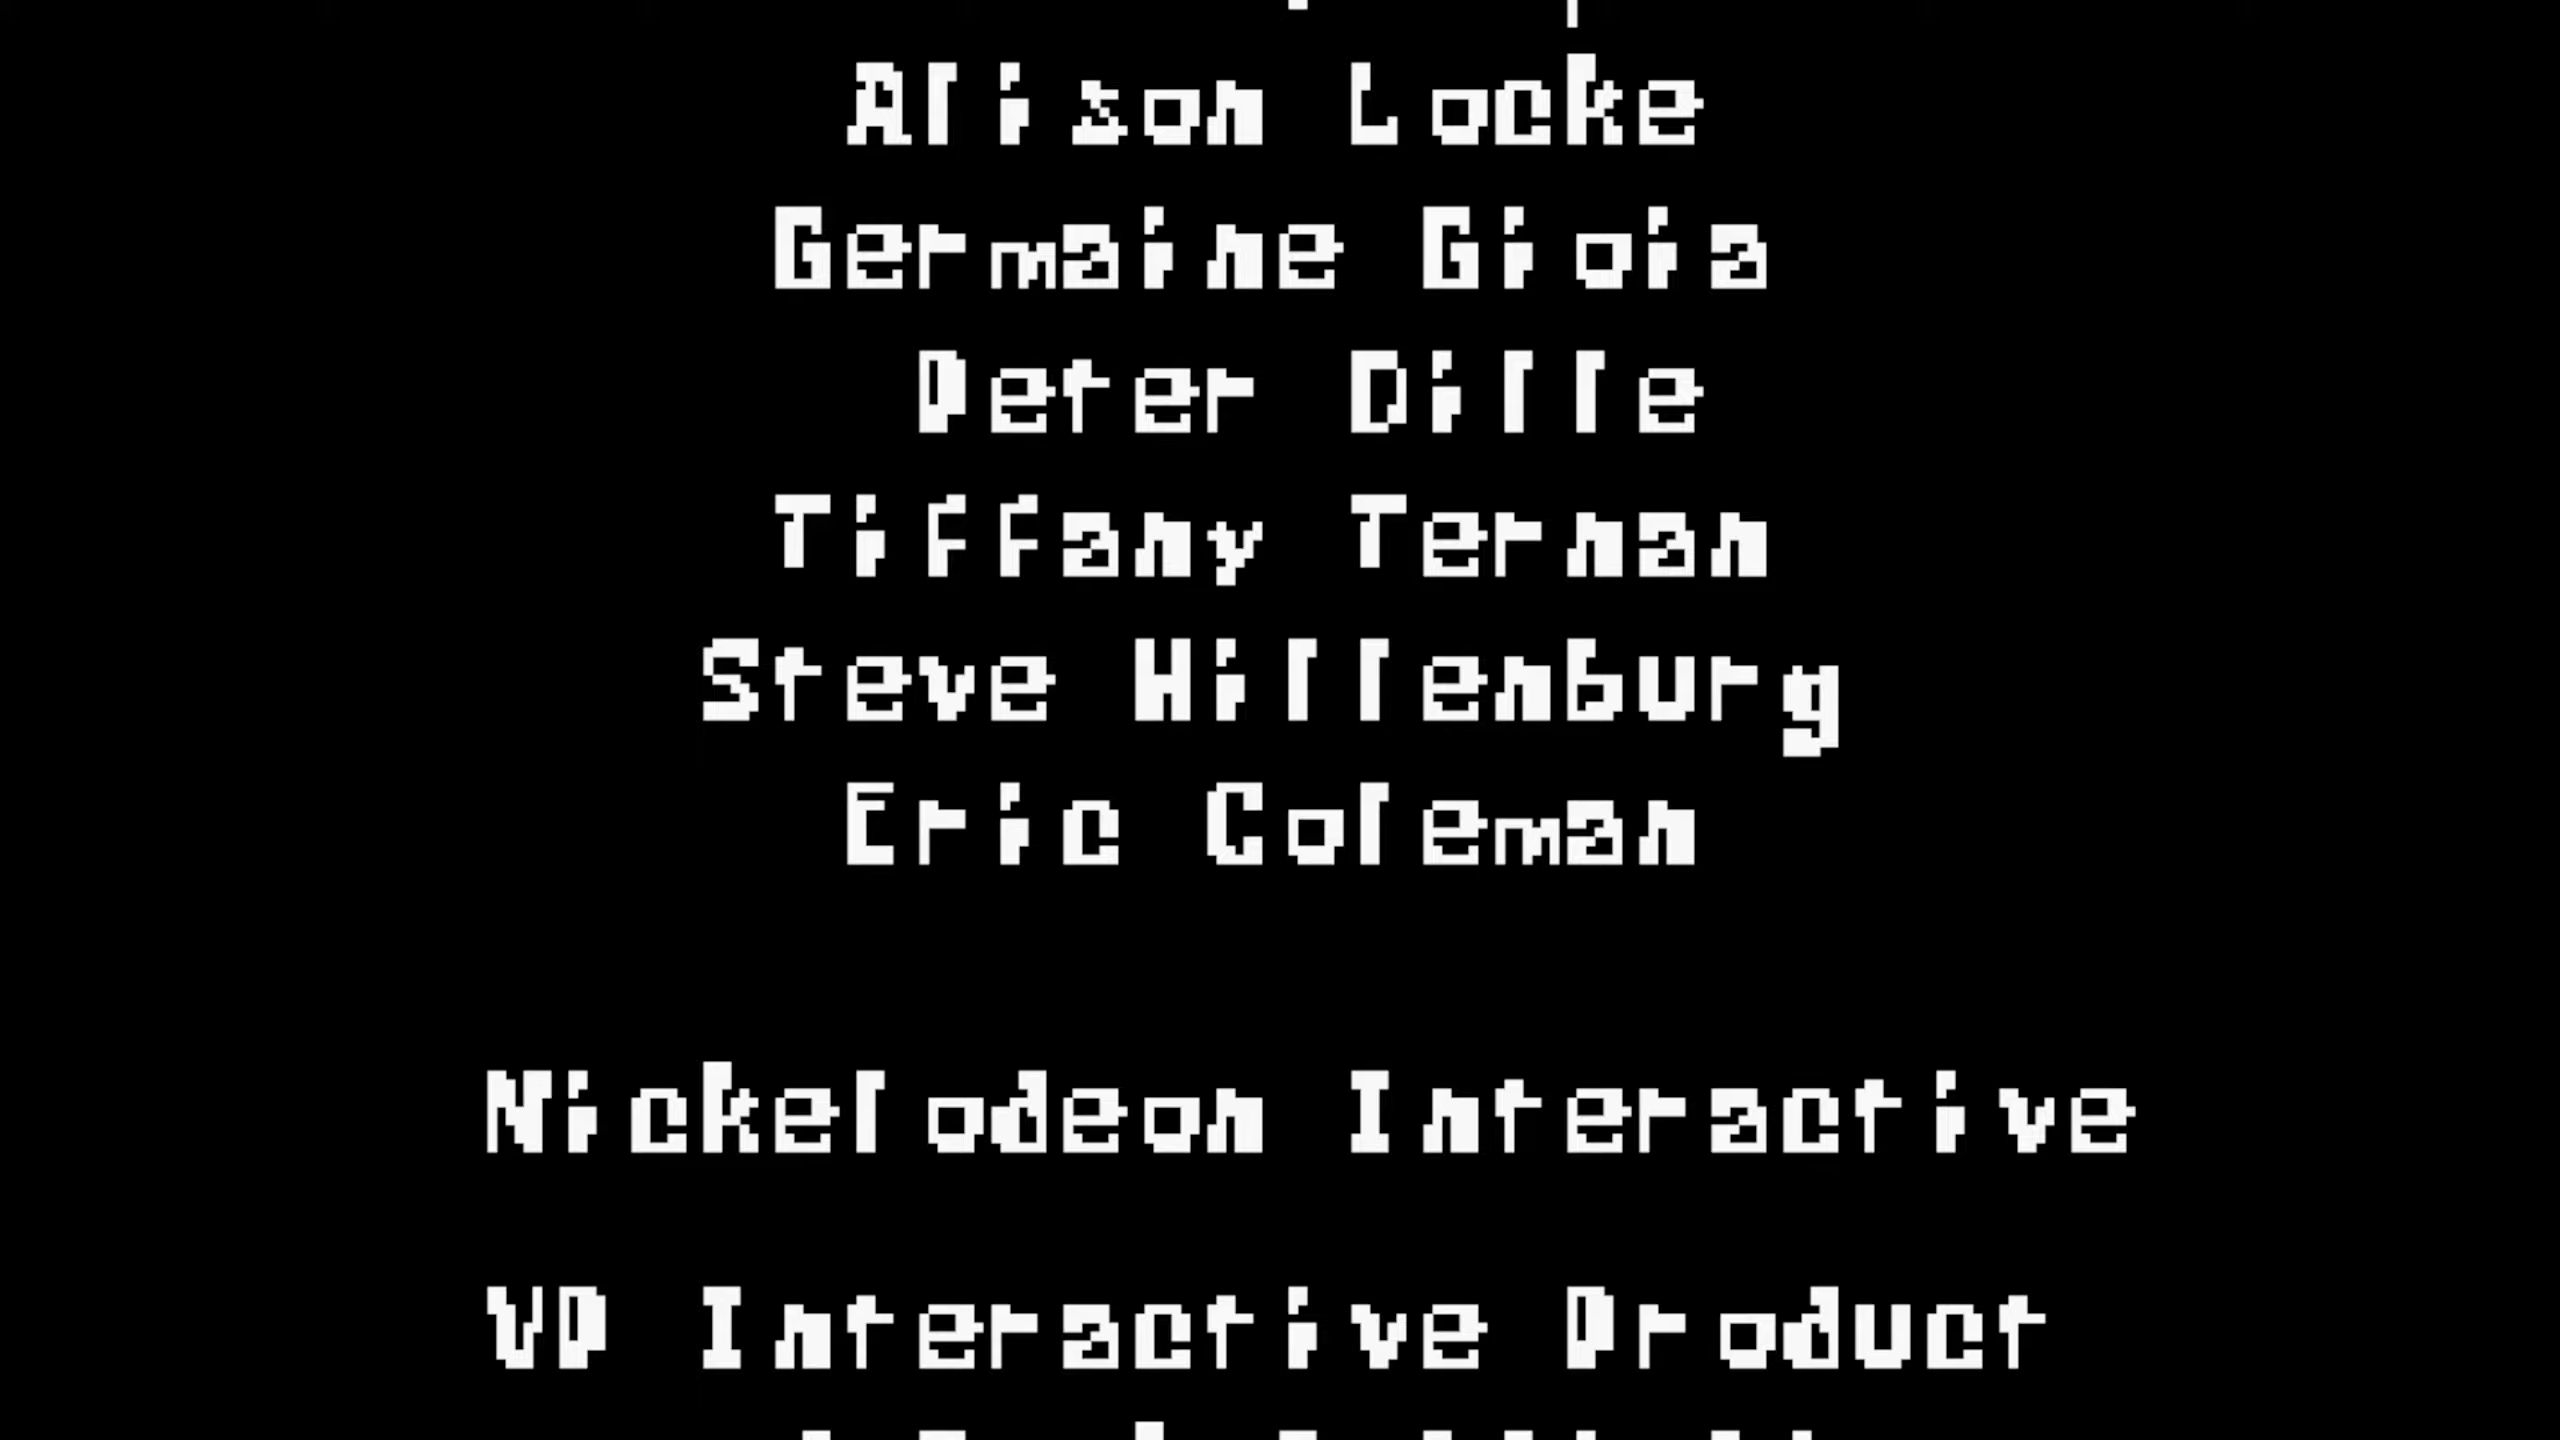 Alison Locke
Germaine Gioia
Peter Dille
Tiffany Ternan
Steve Hillenburg
Eric Coleman
Nickelodeon Interactive
VP Interactive Product